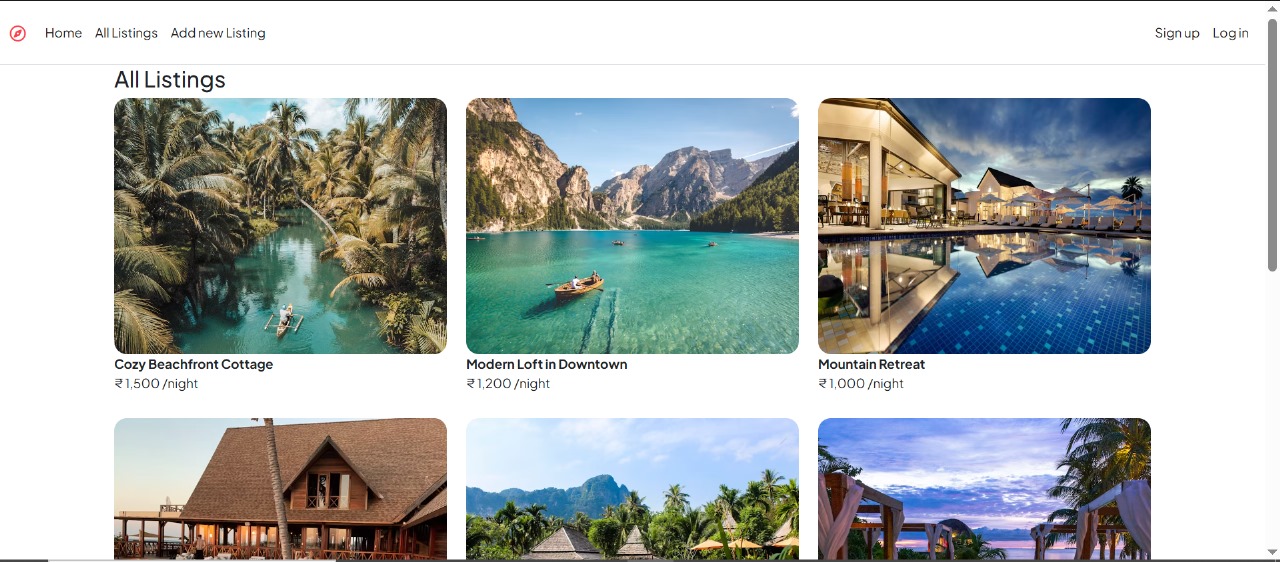 Home All Listings Add new Listing Sign up Log in
All Listings
Cozy Beachfront Cottage Modern Loft in Downtown Mountain Retreat
₹ 1,500 /night ₹ 1,200 /night ₹ 1,000 /night